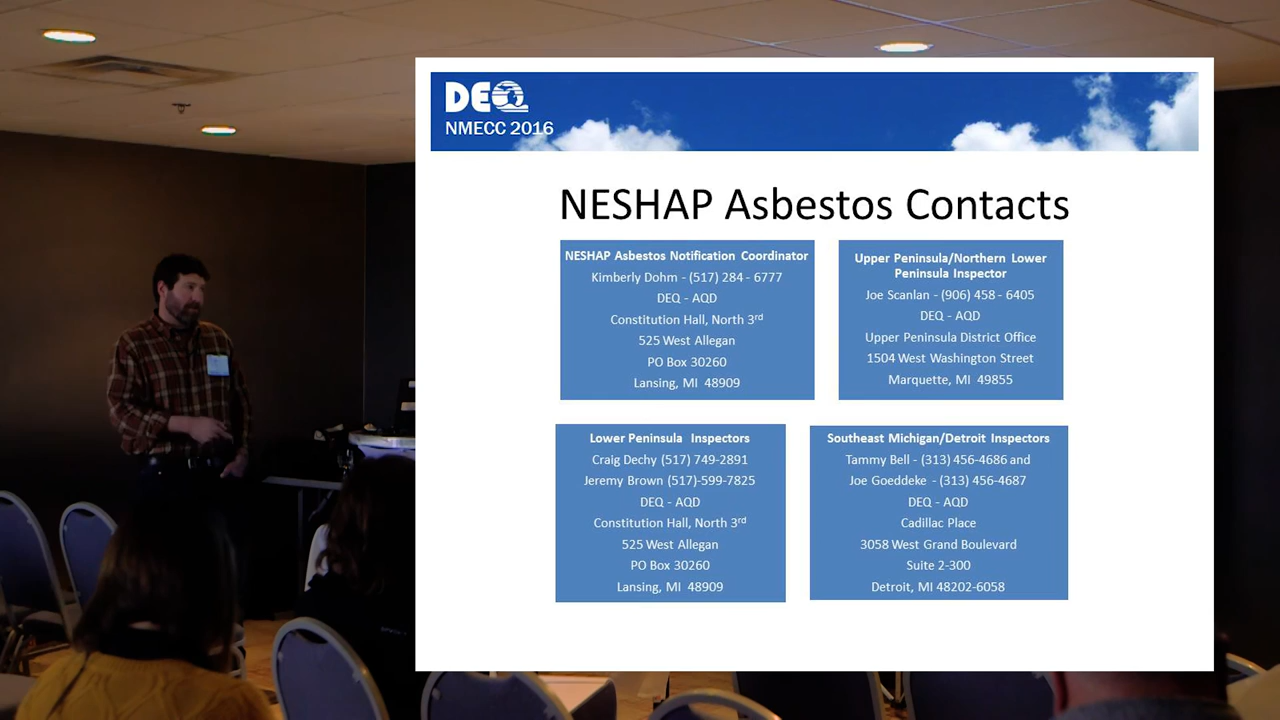 DEQ
NMECC 2016
NESHAP Asbestos Contacts
NESHAP Asbestos Notification Coordinator
Kimberly Dohm - (517) 284 - 6777
DEQ - AQD
Constitution Hall, North 3rd
525 West Allegan
PO Box 30260
Lansing, MI 48909
Upper Peninsula/Northern Lower
Peninsula Inspector
Joe Scanlan - (906) 458 - 6405
DEQ - AQD
Upper Peninsula District Office
1504 West Washington Street
Marquette, MI 49855
Lower Peninsula Inspectors
Craig Dechy (517) 749-2891
Jeremy Brown (517)-599-7825
DEQ - AQD
Constitution Hall, North 3rd
525 West Allegan
PO Box 30260
Lansing, MI 48909
Southeast Michigan/Detroit Inspectors
Tammy Bell - (313) 456-4686 and
Joe Goeddeke - (313) 456-4687
DEQ - AQD
Cadillac Place
3058 West Grand Boulevard
Suite 2-300
Detroit, MI 48202-6058